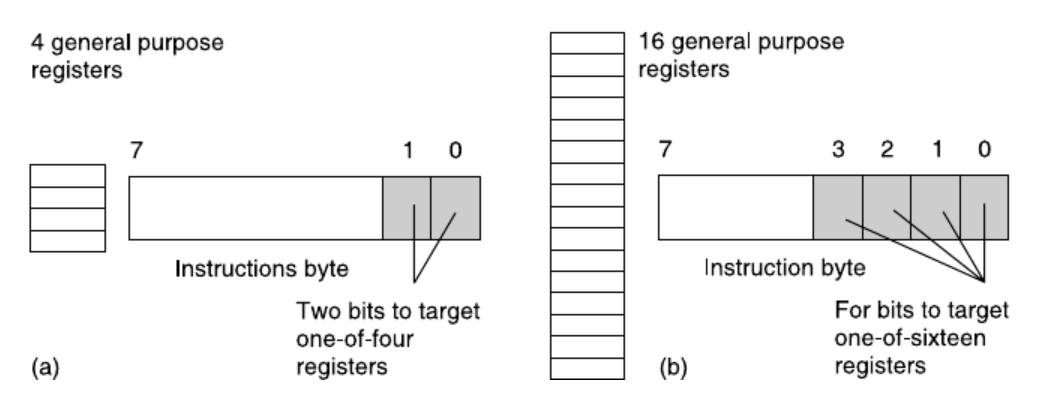 4 general purpose
registers
7 1 0
Instructions byte
Two bits to target
one-of-four
registers
(a)
16 general purpose
registers
7 3 2 1 0
Instruction byte
For bits to target
one-of-sixteen
registers
(b)